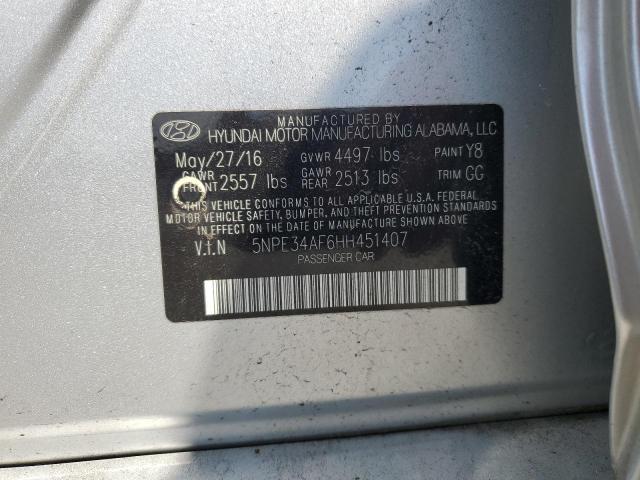 MANUFACTURED BY
HYUNDAI MOTOR MANUFACTURING ALABAMA, LLC
May/27/16 GVWR 4497 lbs PAINT Y8
GAWR FRONT 2557 lbs GAWR REAR 2513 lbs TRIM GG
THIS VEHICLE CONFORMS TO ALL APPLICABLE U.S.A. FEDERAL
MOTOR VEHICLE SAFETY, BUMPER, AND THEFT PREVENTION STANDARDS
IN EFFECT ON THE DATE OF MANUFACTURE SHOWN ABOVE.
V.I.N 5NPE34AF6HH451407
PASSENGER CAR